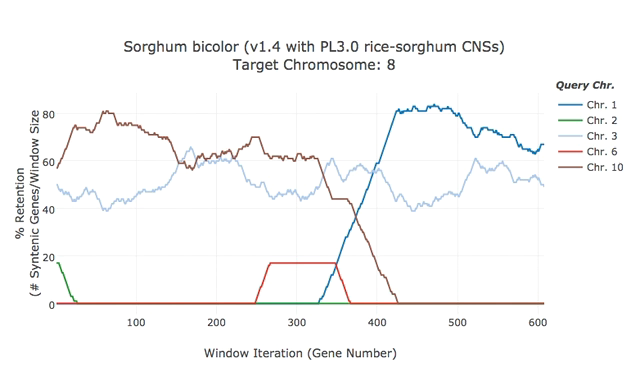 Sorghum bicolor (v1.4 with PL3.0 rice-sorghum CNSs)
Target Chromosome: 8
Query Chr.
Chr. 1
Chr. 2
Chr. 3
Chr. 6
Chr. 10
% Retention
(# Syntenic Genes/Window Size
80
60
40
20
0
100 200 300 400 500 600
Window Iteration (Gene Number)